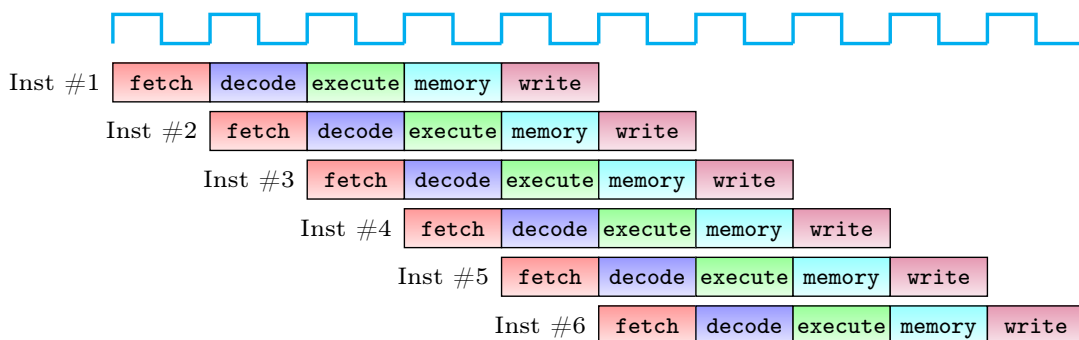 Inst #1 fetch decode execute memory write
Inst #2 fetch decode execute memory write
Inst #3 fetch decode execute memory write
Inst #4 fetch decode execute memory write
Inst #5 fetch decode execute memory write
Inst #6 fetch decode execute memory write